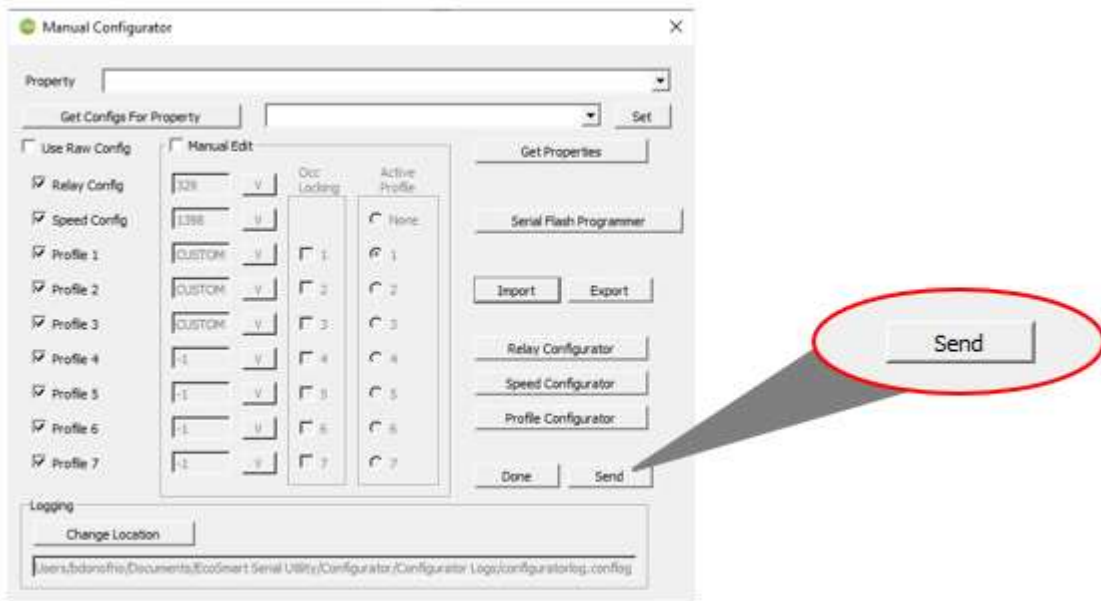 Manual Configurator
Property
Get Configs For Property
Set
Use Raw Config
Manual Edit
Get Properties
Occ Locking
Active Profile
Relay Config 329 V
Speed Config 1398 V None
Serial Flash Programmer
Profile 1 CUSTOM V 1 1
Profile 2 CUSTOM V 2 2
Import Export
Profile 3 CUSTOM V 3 3
Send
Profile 4 -1 V 4 4
Relay Configurator
Profile 5 -1 V 5 5
Speed Configurator
Profile 6 -1 V 6 6
Profile Configurator
Profile 7 -1 V 7 7
Done Send
Logging
Change Location
Users/bdonofrio/Documents/EcoSmart Serial Utility/Configurator/Configurator Logs/configuratorlog.conflog